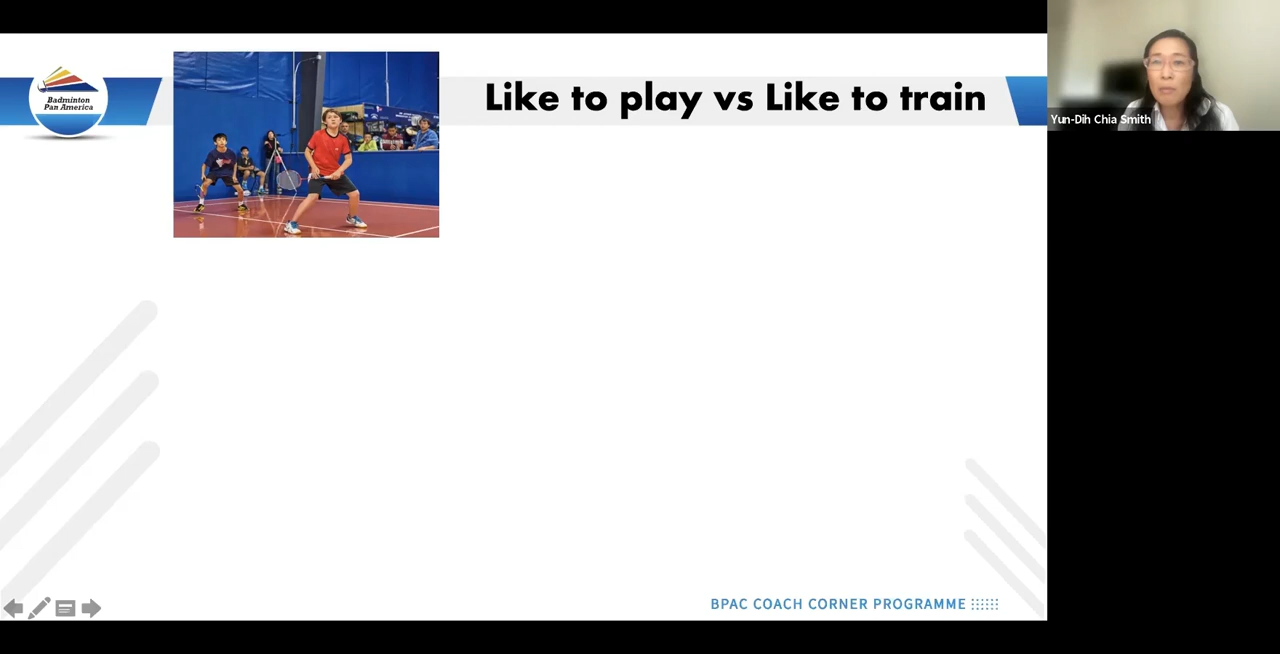 Badminton
Pan America
Like to play vs Like to train
Yun-Dih Chia Smith
BPAC COACH CORNER PROGRAMME